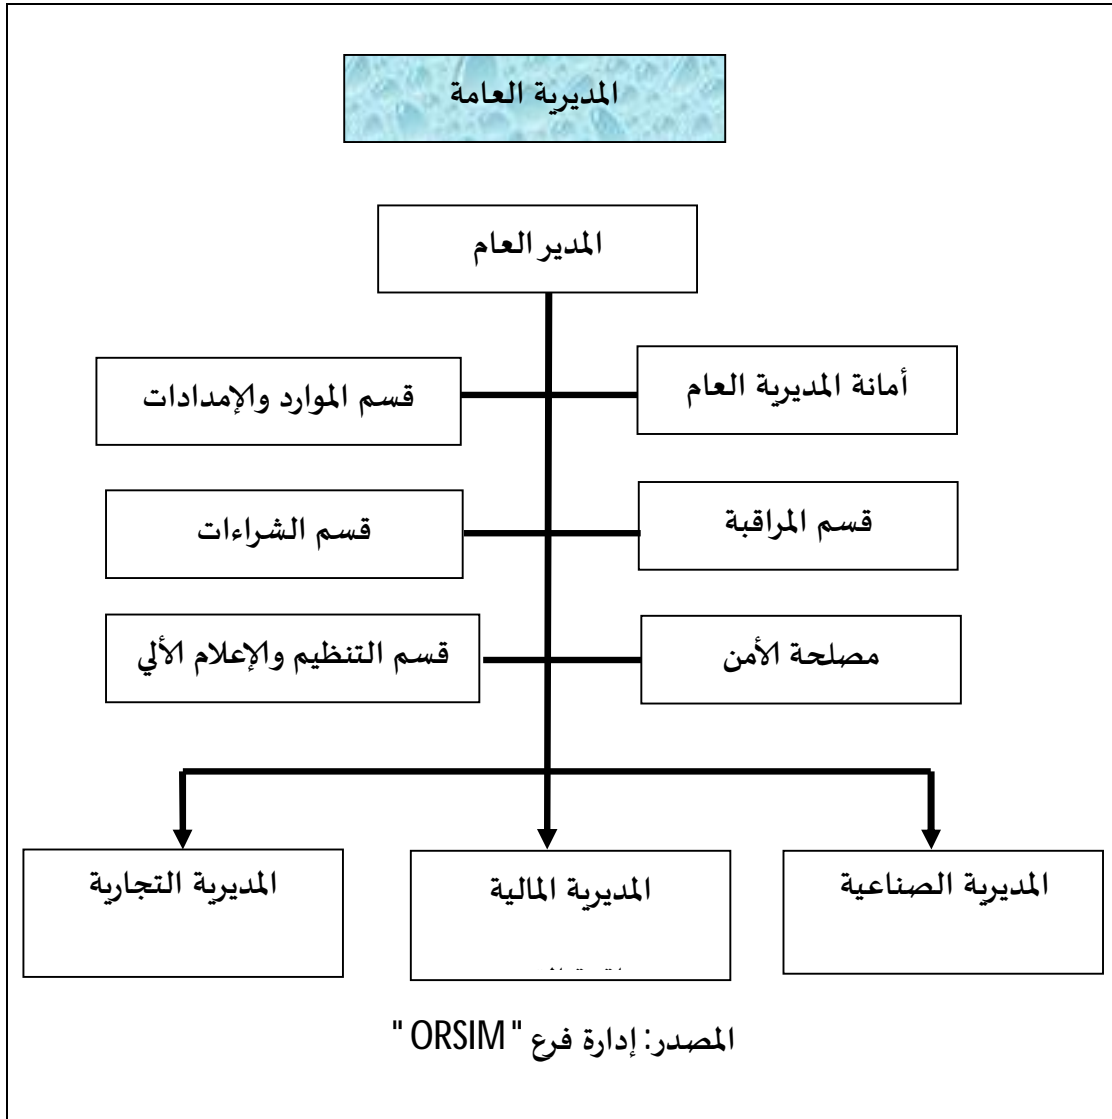 المديرية العامة
المدير العام
أمانة المديرية العام
قسم الموارد والإمدادات
قسم المراقبة
قسم الشراءات
مصلحة الأمن
قسم التنظيم والإعلام الألي
المديرية الصناعية
المديرية المالية
المديرية التجارية
المصدر: إدارة فرع " ORSIM "